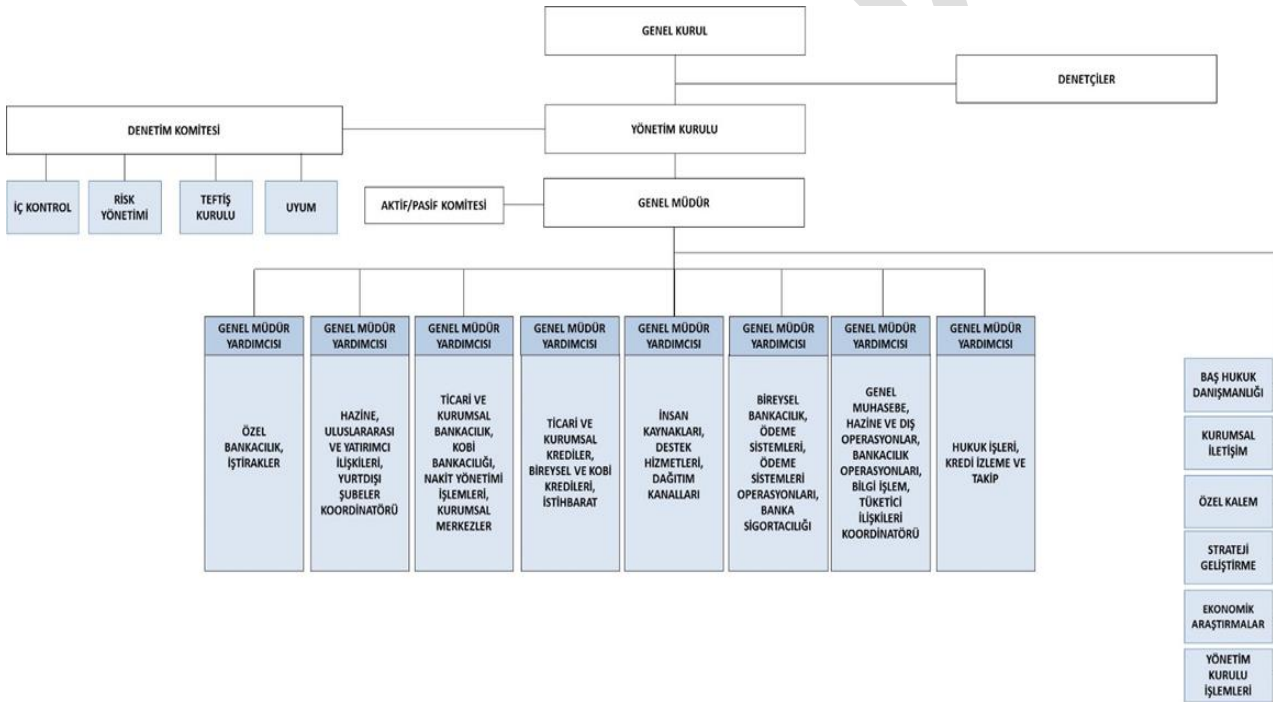 GENEL KURUL
DENETÇİLER
DENETİM KOMİTESİ
YÖNETİM KURULU
İÇ KONTROL
RİSK
YÖNETİMİ
TEFTİŞ
KURULU
UYUM
AKTİF/PASİF KOMİTESİ
GENEL MÜDÜR
GENEL MÜDÜR
YARDIMCISI
ÖZEL
BANKACILIK,
İŞTİRAKLER
GENEL MÜDÜR
YARDIMCISI
HAZİNE,
ULUSLARARASI
VE YATIRIMCI
İLİŞKİLERİ,
YURTDIŞI
ŞUBELER
KOORDİNATÖRÜ
GENEL MÜDÜR
YARDIMCISI
TİCARİ VE
KURUMSAL
BANKACILIK,
KOBİ
BANKACILIĞI,
NAKİT YÖNETİMİ
İŞLEMLERİ,
KURUMSAL
MERKEZLER
GENEL MÜDÜR
YARDIMCISI
TİCARİ VE
KURUMSAL
KREDİLER,
BİREYSEL VE KOBİ
KREDİLERİ,
İSTİHBARAT
GENEL MÜDÜR
YARDIMCISI
İNSAN
KAYNAKLARI,
DESTEK
HİZMETLERİ,
DAĞITIM
KANALLARI
GENEL MÜDÜR
YARDIMCISI
BİREYSEL
BANKACILIK,
ÖDEME
SİSTEMLERİ,
ÖDEME
SİSTEMLERİ
OPERASYONLARI,
BANKA
SİGORTACILIĞI
GENEL MÜDÜR
YARDIMCISI
GENEL
MUHASEBE,
HAZİNE VE DIŞ
OPERASYONLAR,
BANKACILIK
OPERASYONLARI,
BİLGİ İŞLEM,
TÜKETİCİ
İLİŞKİLERİ
KOORDİNATÖRÜ
GENEL MÜDÜR
YARDIMCISI
HUKUK İŞLERİ,
KREDİ İZLEME VE
TAKİP
BAŞ HUKUK
DANIŞMANLIĞI
KURUMSAL
İLETİŞİM
ÖZEL KALEM
STRATEJİ
GELİŞTİRME
EKONOMİK
ARAŞTIRMALAR
YÖNETİM
KURULU
İŞLEMLERİ